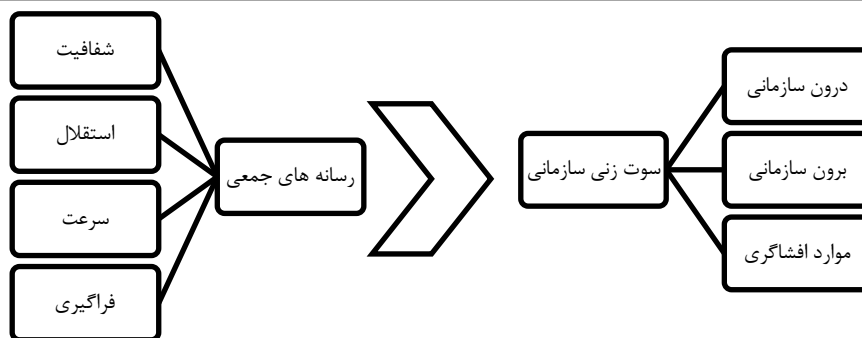 شفافیت
استقلال
سرعت
فراگیری
رسانه های جمعی
سوت زنی سازمانی
درون سازمانی
برون سازمانی
موارد افشاگری